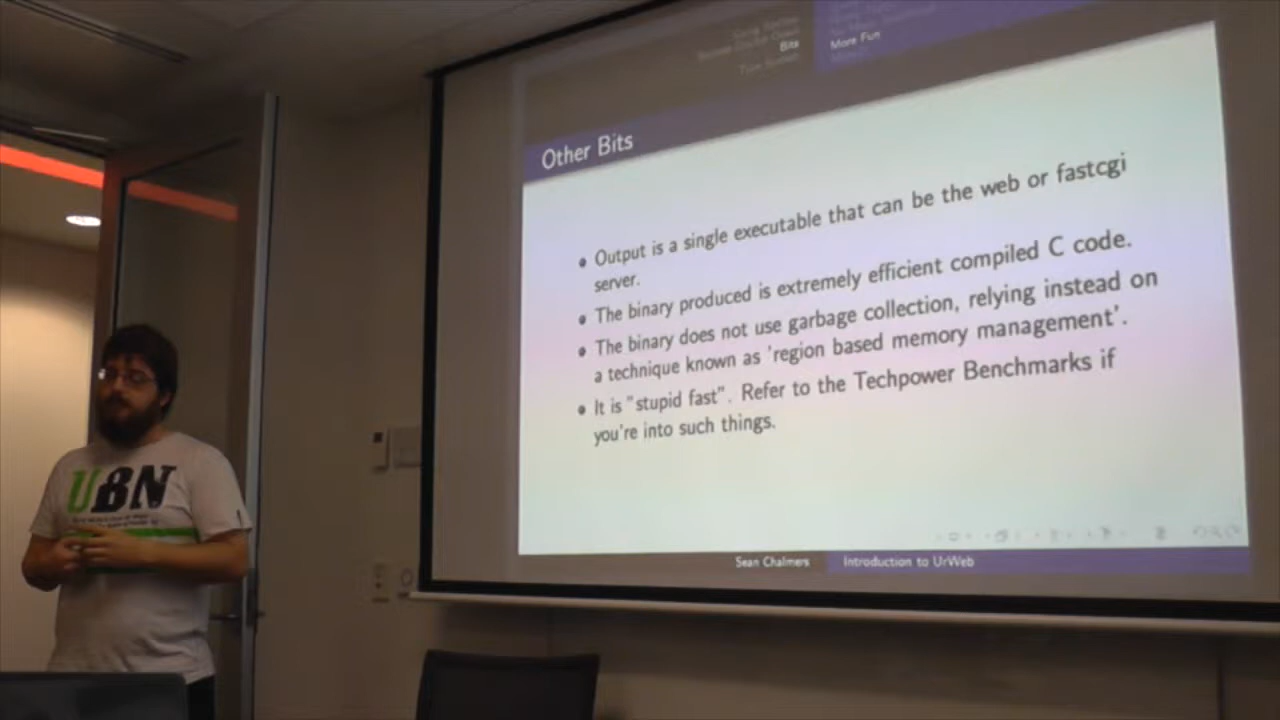 Bits
More Fun
Other Bits
Output is a single executable that can be the web or fastcgi
server.
The binary produced is extremely efficient compiled C code.
The binary does not use garbage collection, relying instead on
a technique known as 'region based memory management'.
It is "stupid fast". Refer to the Techpower Benchmarks if
you're into such things.
Sean Chalmers
Introduction to UrWeb
UBN